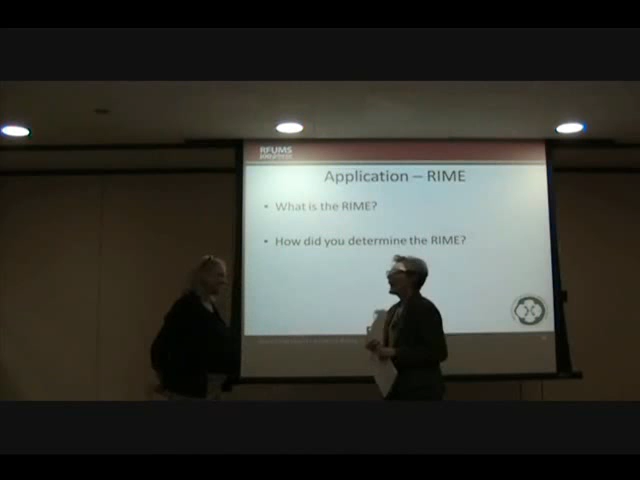 RFUMS
Application – RIME
• What is the RIME?
• How did you determine the RIME?